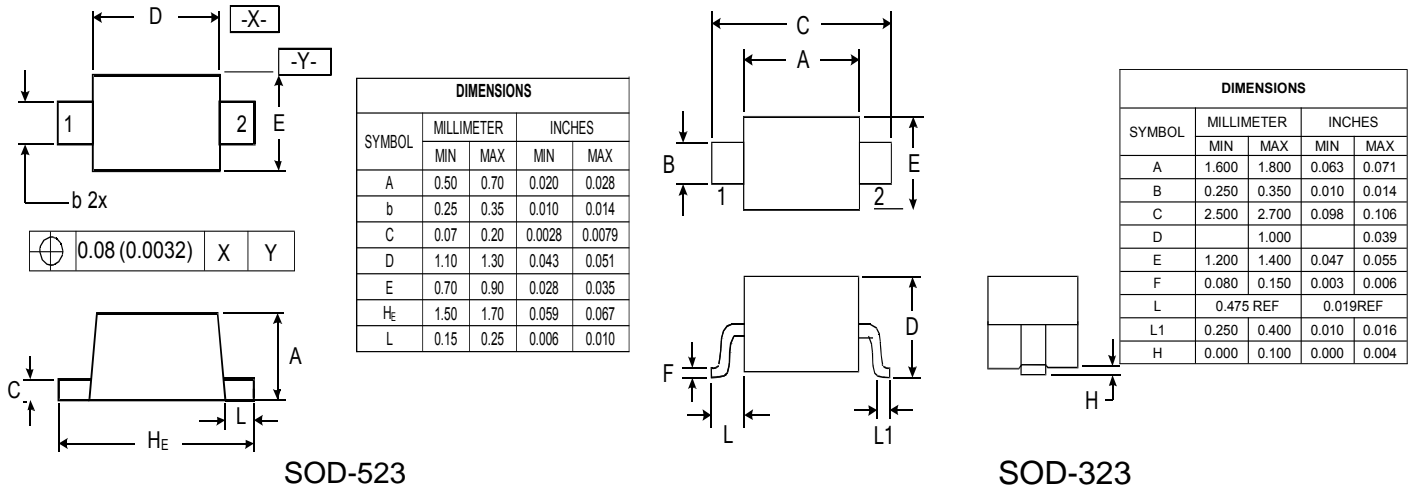 D
-X-
-Y-
1
2
E
b 2x
0.08 (0.0032) X Y
A
C
L
HE
DIMENSIONS
SYMBOL MILLIMETER INCHES
MIN MAX MIN MAX
A 0.50 0.70 0.020 0.028
b 0.25 0.35 0.010 0.014
C 0.07 0.20 0.0028 0.0079
D 1.10 1.30 0.043 0.051
E 0.70 0.90 0.028 0.035
HE 1.50 1.70 0.059 0.067
L 0.15 0.25 0.006 0.010
SOD-523
C
A
B
E
1
2
D
F
L
L1
H
DIMENSIONS
SYMBOL MILLIMETER INCHES
MIN MAX MIN MAX
A 1.600 1.800 0.063 0.071
B 0.250 0.350 0.010 0.014
C 2.500 2.700 0.098 0.106
D 1.000 0.039
E 1.200 1.400 0.047 0.055
F 0.080 0.150 0.003 0.006
L 0.475 REF 0.019REF
L1 0.250 0.400 0.010 0.016
H 0.000 0.100 0.000 0.004
SOD-323